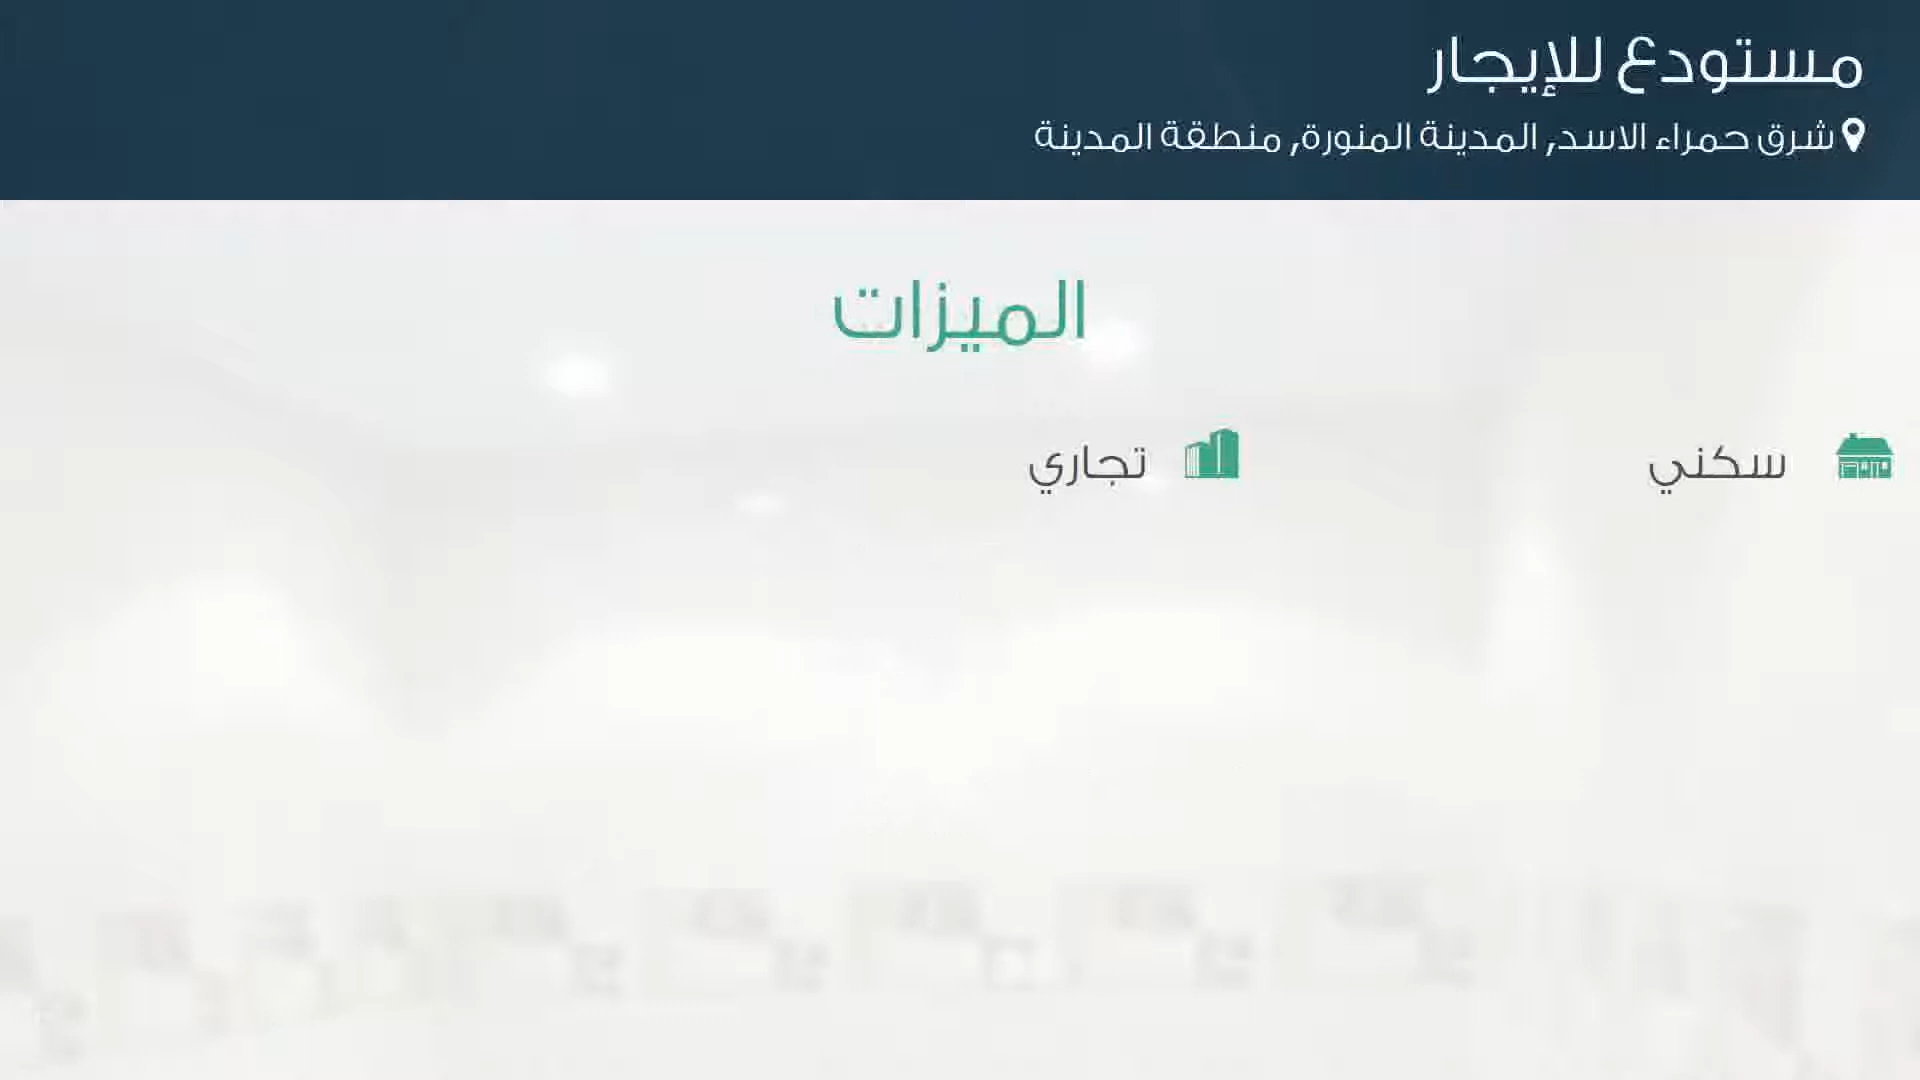 مستودع للإيجار
شرق حمراء الاسد, المدينة المنورة, منطقة المدينة
الميزات
سكني
تجاري